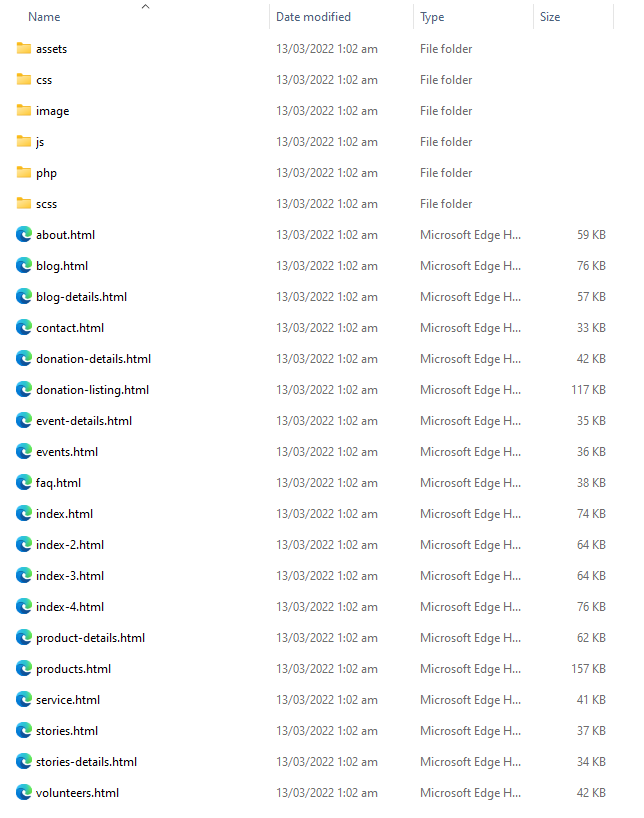 Name Date modified Type Size
assets 13/03/2022 1:02 am File folder
css 13/03/2022 1:02 am File folder
image 13/03/2022 1:02 am File folder
js 13/03/2022 1:02 am File folder
php 13/03/2022 1:02 am File folder
scss 13/03/2022 1:02 am File folder
about.html 13/03/2022 1:02 am Microsoft Edge H... 59 KB
blog.html 13/03/2022 1:02 am Microsoft Edge H... 76 KB
blog-details.html 13/03/2022 1:02 am Microsoft Edge H... 57 KB
contact.html 13/03/2022 1:02 am Microsoft Edge H... 33 KB
donation-details.html 13/03/2022 1:02 am Microsoft Edge H... 42 KB
donation-listing.html 13/03/2022 1:02 am Microsoft Edge H... 117 KB
event-details.html 13/03/2022 1:02 am Microsoft Edge H... 35 KB
events.html 13/03/2022 1:02 am Microsoft Edge H... 36 KB
faq.html 13/03/2022 1:02 am Microsoft Edge H... 38 KB
index.html 13/03/2022 1:02 am Microsoft Edge H... 74 KB
index-2.html 13/03/2022 1:02 am Microsoft Edge H... 64 KB
index-3.html 13/03/2022 1:02 am Microsoft Edge H... 64 KB
index-4.html 13/03/2022 1:02 am Microsoft Edge H... 76 KB
product-details.html 13/03/2022 1:02 am Microsoft Edge H... 62 KB
products.html 13/03/2022 1:02 am Microsoft Edge H... 157 KB
service.html 13/03/2022 1:02 am Microsoft Edge H... 41 KB
stories.html 13/03/2022 1:02 am Microsoft Edge H... 37 KB
stories-details.html 13/03/2022 1:02 am Microsoft Edge H... 34 KB
volunteers.html 13/03/2022 1:02 am Microsoft Edge H... 42 KB